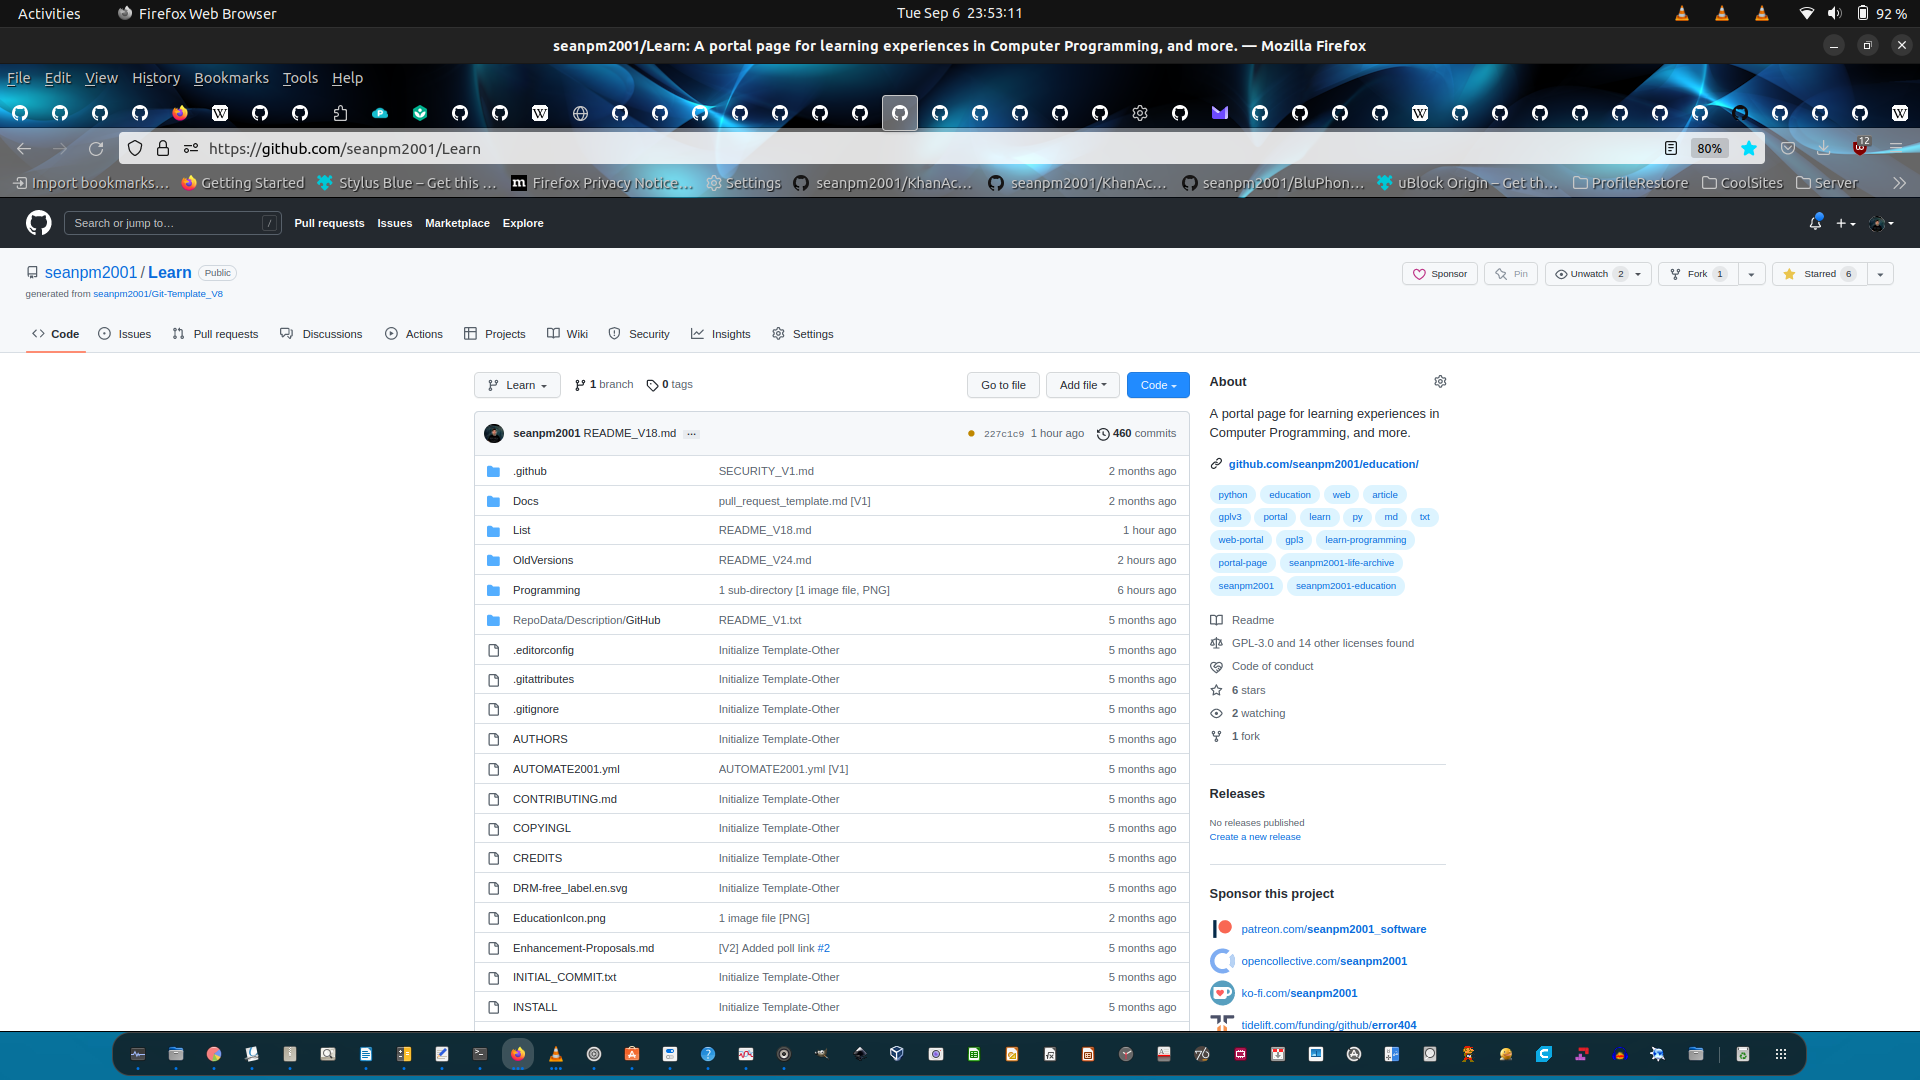 Activities Firefox Web Browser Tue Sep 6 23:53:11 92 %
seanpm2001/Learn: A portal page for learning experiences in Computer Programming, and more. — Mozilla Firefox
File Edit View History Bookmarks Tools Help
https://github.com/seanpm2001/Learn 80% 12
Import bookmarks… Getting Started Stylus Blue – Get this … Firefox Privacy Notice… Settings seanpm2001/KhanAc… seanpm2001/KhanAc… seanpm2001/BluPhon… uBlock Origin – Get th… ProfileRestore CoolSites Server
Search or jump to… / Pull requests Issues Marketplace Explore
seanpm2001 / Learn Public Sponsor Pin Unwatch 2 Fork 1 Starred 6
generated from seanpm2001/Git-Template_V8
Code Issues Pull requests Discussions Actions Projects Wiki Security Insights Settings
Learn 1 branch 0 tags Go to file Add file Code
seanpm2001 README_V18.md … 227c1c9 1 hour ago 460 commits
.github SECURITY_V1.md 2 months ago
Docs pull_request_template.md [V1] 2 months ago
List README_V18.md 1 hour ago
OldVersions README_V24.md 2 hours ago
Programming 1 sub-directory [1 image file, PNG] 6 hours ago
RepoData/Description/GitHub README_V1.txt 5 months ago
.editorconfig Initialize Template-Other 5 months ago
.gitattributes Initialize Template-Other 5 months ago
.gitignore Initialize Template-Other 5 months ago
AUTHORS Initialize Template-Other 5 months ago
AUTOMATE2001.yml AUTOMATE2001.yml [V1] 5 months ago
CONTRIBUTING.md Initialize Template-Other 5 months ago
COPYINGL Initialize Template-Other 5 months ago
CREDITS Initialize Template-Other 5 months ago
DRM-free_label.en.svg Initialize Template-Other 5 months ago
EducationIcon.png 1 image file [PNG] 2 months ago
Enhancement-Proposals.md [V2] Added poll link #2 5 months ago
INITIAL_COMMIT.txt Initialize Template-Other 5 months ago
INSTALL Initialize Template-Other 5 months ago
About
A portal page for learning experiences in
Computer Programming, and more.
github.com/seanpm2001/education/
python education web article
gplv3 portal learn py md txt
web-portal gpl3 learn-programming
portal-page seanpm2001-life-archive
seanpm2001 seanpm2001-education
Readme
GPL-3.0 and 14 other licenses found
Code of conduct
6 stars
2 watching
1 fork
Releases
No releases published
Create a new release
Sponsor this project
patreon.com/seanpm2001_software
opencollective.com/seanpm2001
ko-fi.com/seanpm2001
tidelift.com/funding/github/error404